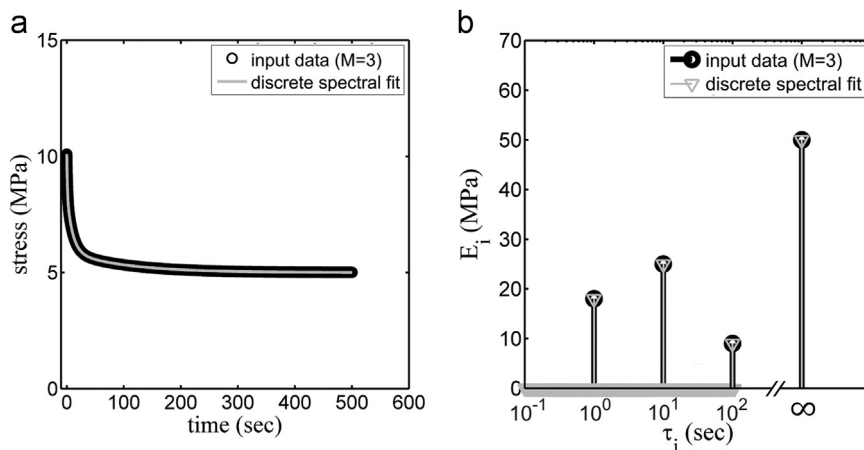 a
15
10
5
0
stress (MPa)
input data (M=3)
discrete spectral fit
0 100 200 300 400 500 600
time (sec)
b
70
60
50
40
30
20
10
0
E_i (MPa)
input data (M=3)
discrete spectral fit
10^-1 10^0 10^1 10^2 ∞
τ_i (sec)